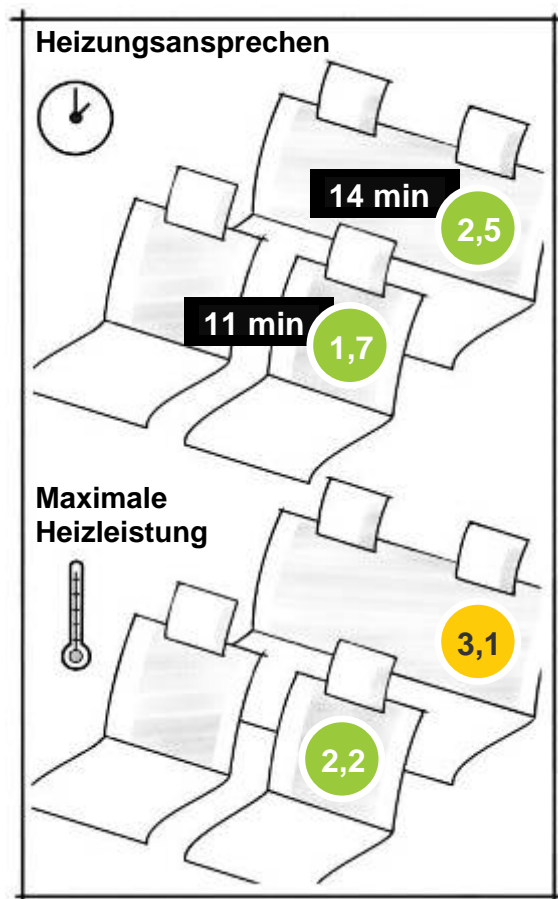 Heizungsansprechen
14 min
2,5
11 min
1,7
Maximale
Heizleistung
3,1
2,2